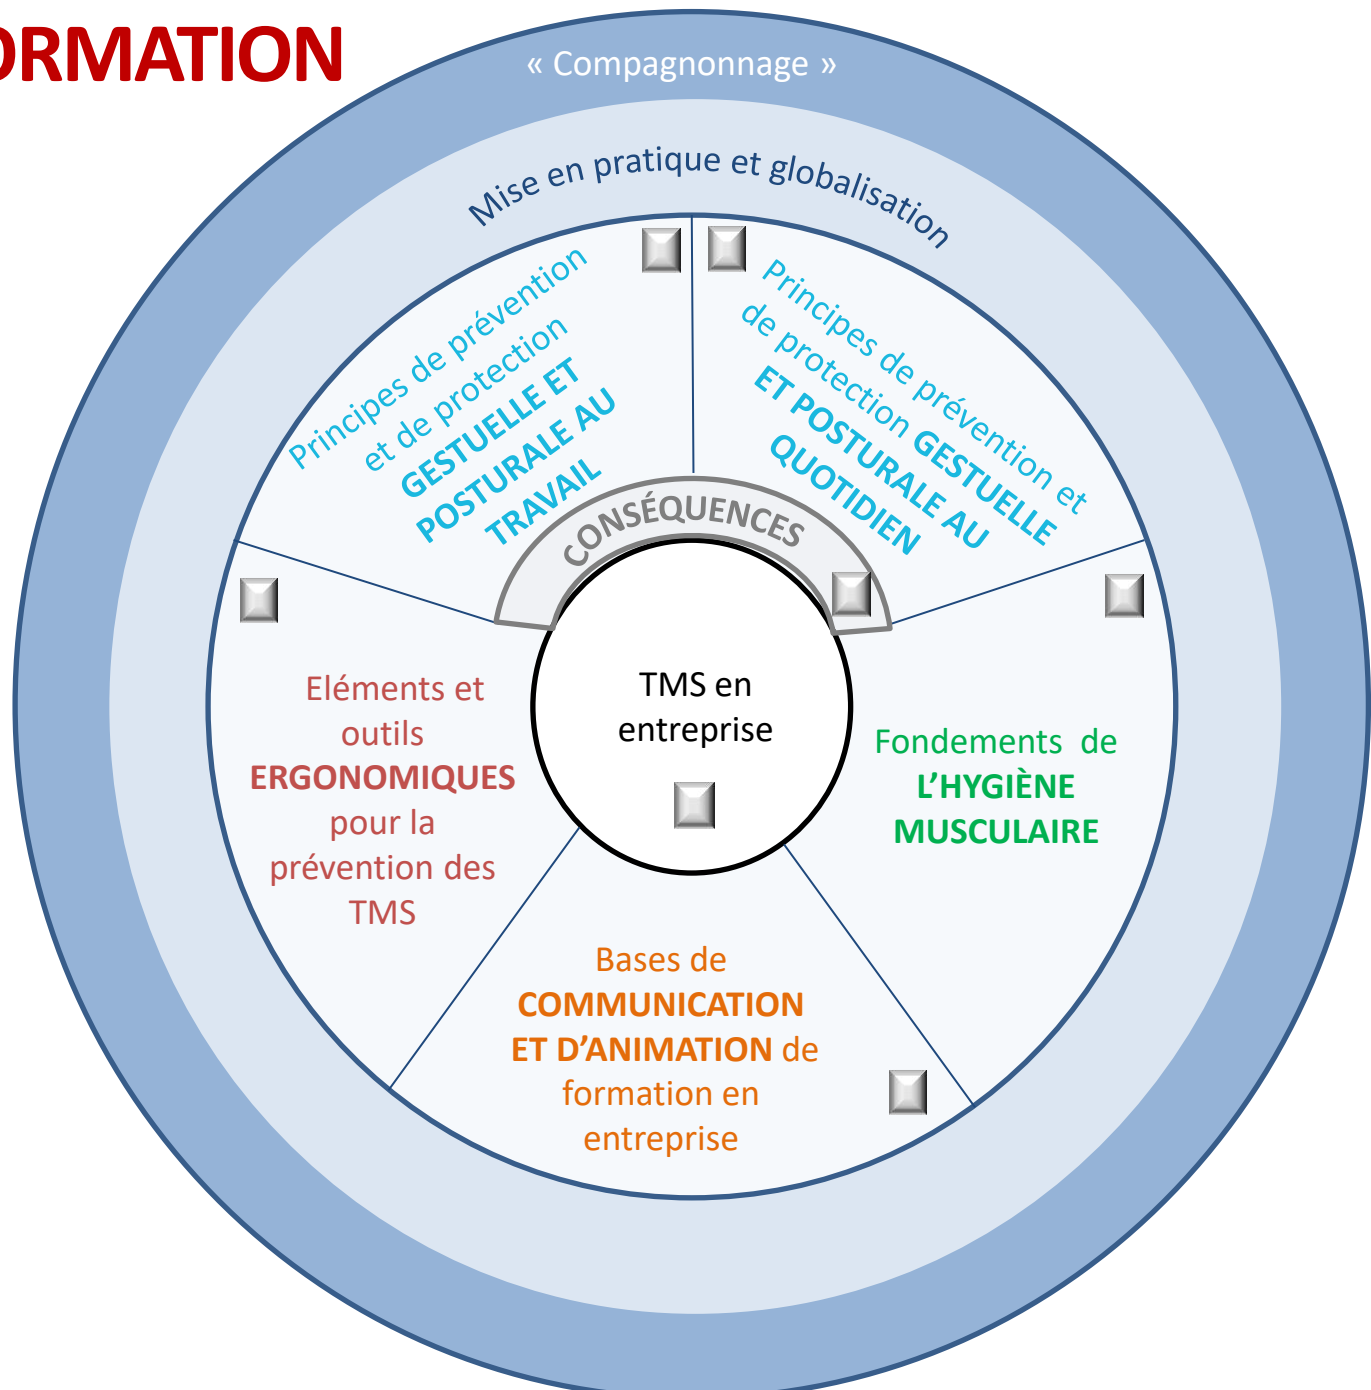 ORMATION
« Compagnonnage »
Mise en pratique et globalisation
Principes de prévention
et de protection
GESTUELLE ET
POSTURALE AU
TRAVAIL
Principes de prévention et
de protection GESTUELLE
ET POSTURALE AU
QUOTIDIEN
CONSÉQUENCES
TMS en
entreprise
Eléments et
outils
ERGONOMIQUES
pour la
prévention des
TMS
Fondements de
L’HYGIÈNE
MUSCULAIRE
Bases de
COMMUNICATION
ET D’ANIMATION de
formation en
entreprise